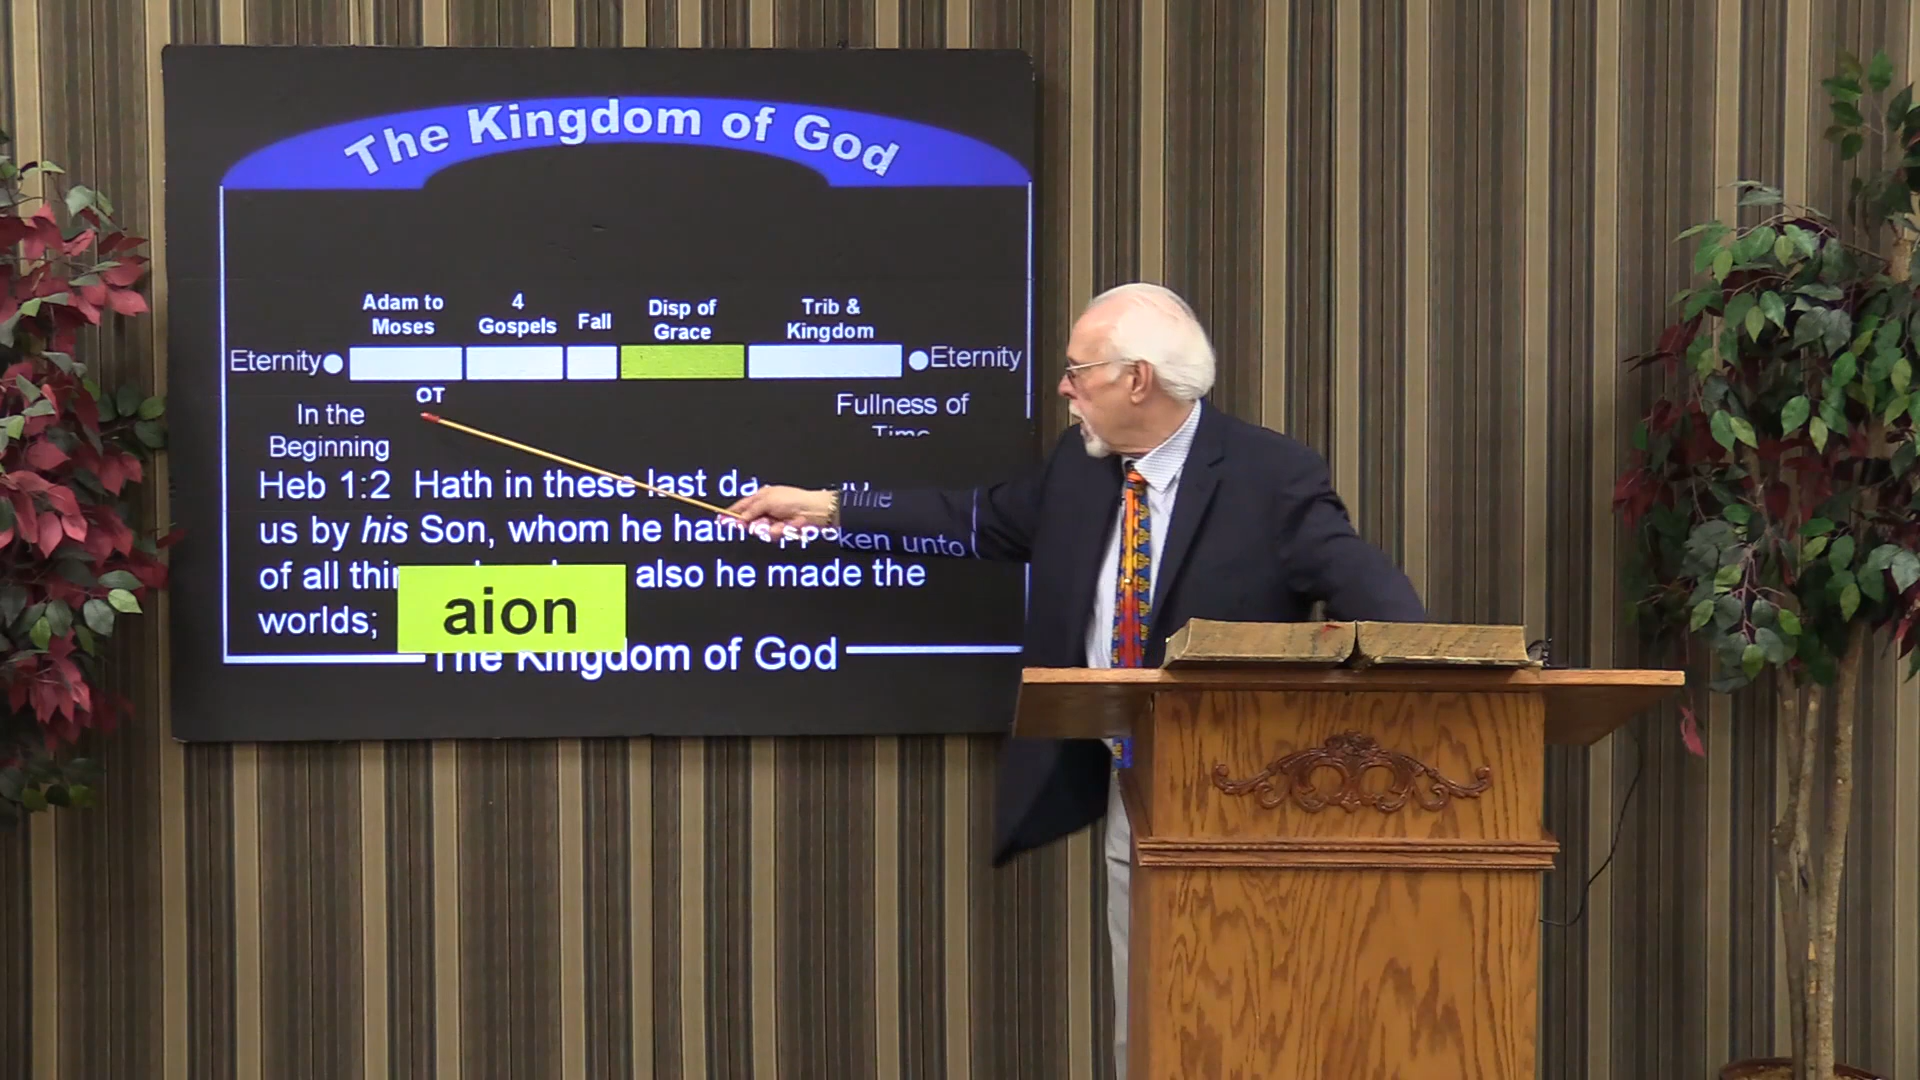 The Kingdom of God
Adam to
Moses
4
Gospels
Fall
Disp of
Grace
Trib &
Kingdom
Eternity
Eternity
OT
In the
Beginning
Fullness of
Time
Heb 1:2 Hath in these last
us by his Son, whom he hath spoken unto
of all also he made the
worlds;
aion
The Kingdom of God